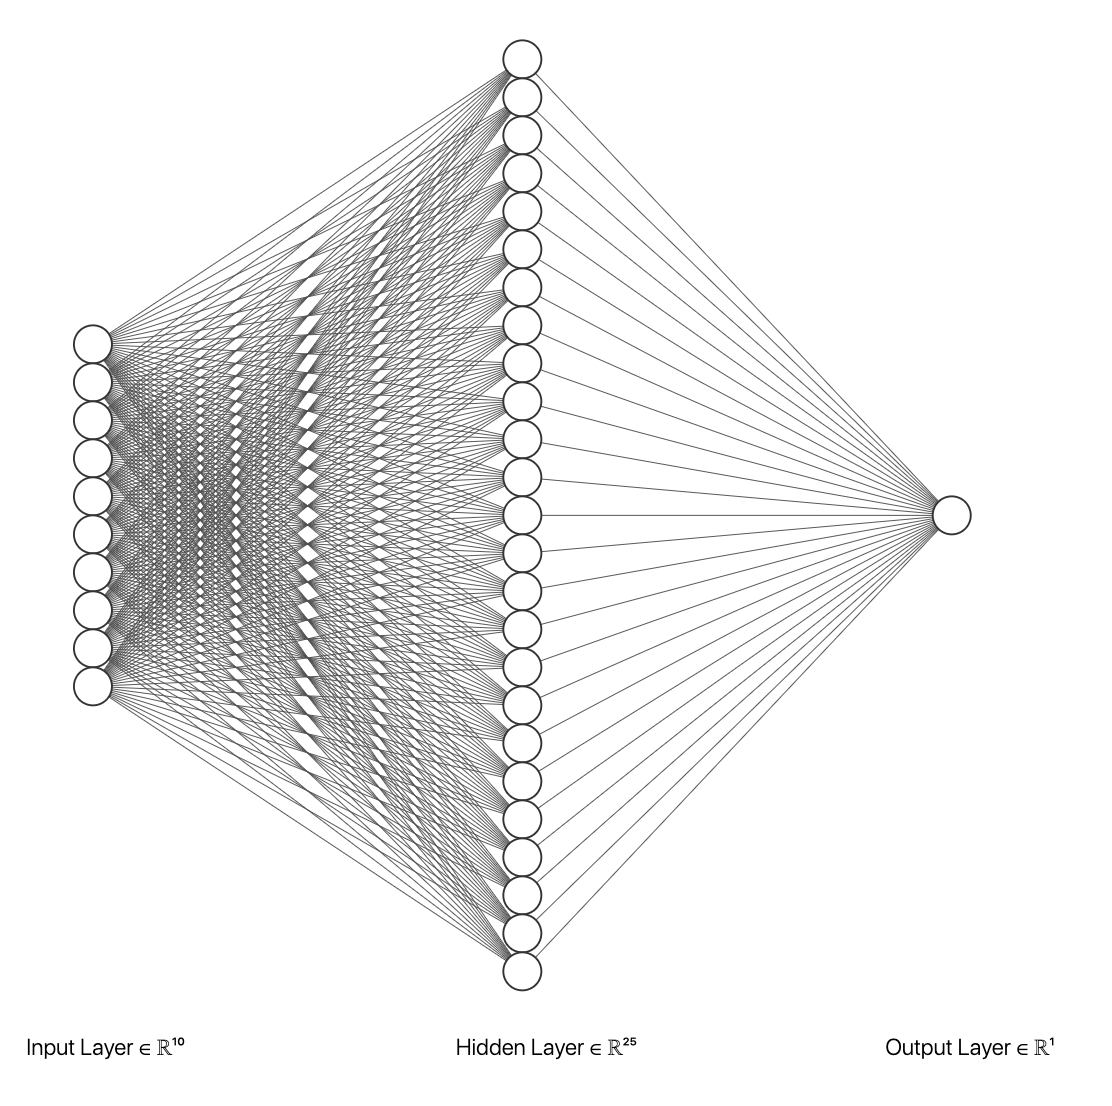 Input Layer ∈ ℝ¹⁰
Hidden Layer ∈ ℝ²⁵
Output Layer ∈ ℝ¹